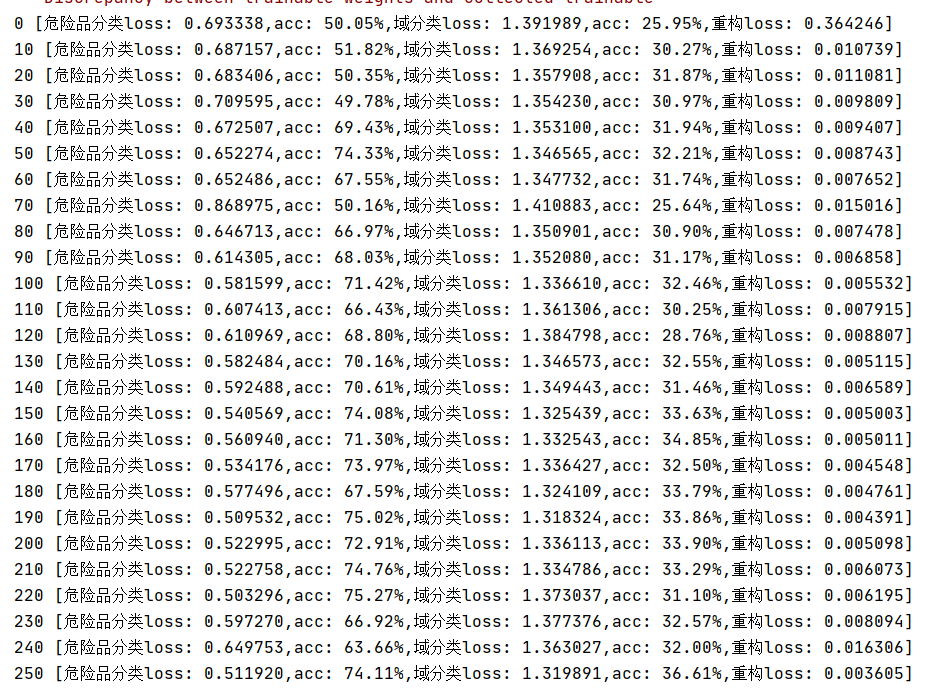 Discrepancy between trainable weights and collected trainable
0 [危险品分类loss: 0.693338,acc: 50.05%,域分类loss: 1.391989,acc: 25.95%,重构loss: 0.364246]
10 [危险品分类loss: 0.687157,acc: 51.82%,域分类loss: 1.369254,acc: 30.27%,重构loss: 0.010739]
20 [危险品分类loss: 0.683406,acc: 50.35%,域分类loss: 1.357908,acc: 31.87%,重构loss: 0.011081]
30 [危险品分类loss: 0.709595,acc: 49.78%,域分类loss: 1.354230,acc: 30.97%,重构loss: 0.009809]
40 [危险品分类loss: 0.672507,acc: 69.43%,域分类loss: 1.353100,acc: 31.94%,重构loss: 0.009407]
50 [危险品分类loss: 0.652274,acc: 74.33%,域分类loss: 1.346565,acc: 32.21%,重构loss: 0.008743]
60 [危险品分类loss: 0.652486,acc: 67.55%,域分类loss: 1.347732,acc: 31.74%,重构loss: 0.007652]
70 [危险品分类loss: 0.868975,acc: 50.16%,域分类loss: 1.410883,acc: 25.64%,重构loss: 0.015016]
80 [危险品分类loss: 0.646713,acc: 66.97%,域分类loss: 1.350901,acc: 30.90%,重构loss: 0.007478]
90 [危险品分类loss: 0.614305,acc: 68.03%,域分类loss: 1.352080,acc: 31.17%,重构loss: 0.006858]
100 [危险品分类loss: 0.581599,acc: 71.42%,域分类loss: 1.336610,acc: 32.46%,重构loss: 0.005532]
110 [危险品分类loss: 0.607413,acc: 66.43%,域分类loss: 1.361306,acc: 30.25%,重构loss: 0.007915]
120 [危险品分类loss: 0.610969,acc: 68.80%,域分类loss: 1.384798,acc: 28.76%,重构loss: 0.008807]
130 [危险品分类loss: 0.582484,acc: 70.16%,域分类loss: 1.346573,acc: 32.55%,重构loss: 0.005115]
140 [危险品分类loss: 0.592488,acc: 70.61%,域分类loss: 1.349443,acc: 31.46%,重构loss: 0.006589]
150 [危险品分类loss: 0.540569,acc: 74.08%,域分类loss: 1.325439,acc: 33.63%,重构loss: 0.005003]
160 [危险品分类loss: 0.560940,acc: 71.30%,域分类loss: 1.332543,acc: 34.85%,重构loss: 0.005011]
170 [危险品分类loss: 0.534176,acc: 73.97%,域分类loss: 1.336427,acc: 32.50%,重构loss: 0.004548]
180 [危险品分类loss: 0.577496,acc: 67.59%,域分类loss: 1.324109,acc: 33.79%,重构loss: 0.004761]
190 [危险品分类loss: 0.509532,acc: 75.02%,域分类loss: 1.318324,acc: 33.86%,重构loss: 0.004391]
200 [危险品分类loss: 0.522995,acc: 72.91%,域分类loss: 1.336113,acc: 33.90%,重构loss: 0.005098]
210 [危险品分类loss: 0.522758,acc: 74.76%,域分类loss: 1.334786,acc: 33.29%,重构loss: 0.006073]
220 [危险品分类loss: 0.503296,acc: 75.27%,域分类loss: 1.373037,acc: 31.10%,重构loss: 0.006195]
230 [危险品分类loss: 0.597270,acc: 66.92%,域分类loss: 1.377376,acc: 32.57%,重构loss: 0.008094]
240 [危险品分类loss: 0.649753,acc: 63.66%,域分类loss: 1.363027,acc: 32.00%,重构loss: 0.016306]
250 [危险品分类loss: 0.511920,acc: 74.11%,域分类loss: 1.319891,acc: 36.61%,重构loss: 0.003605]